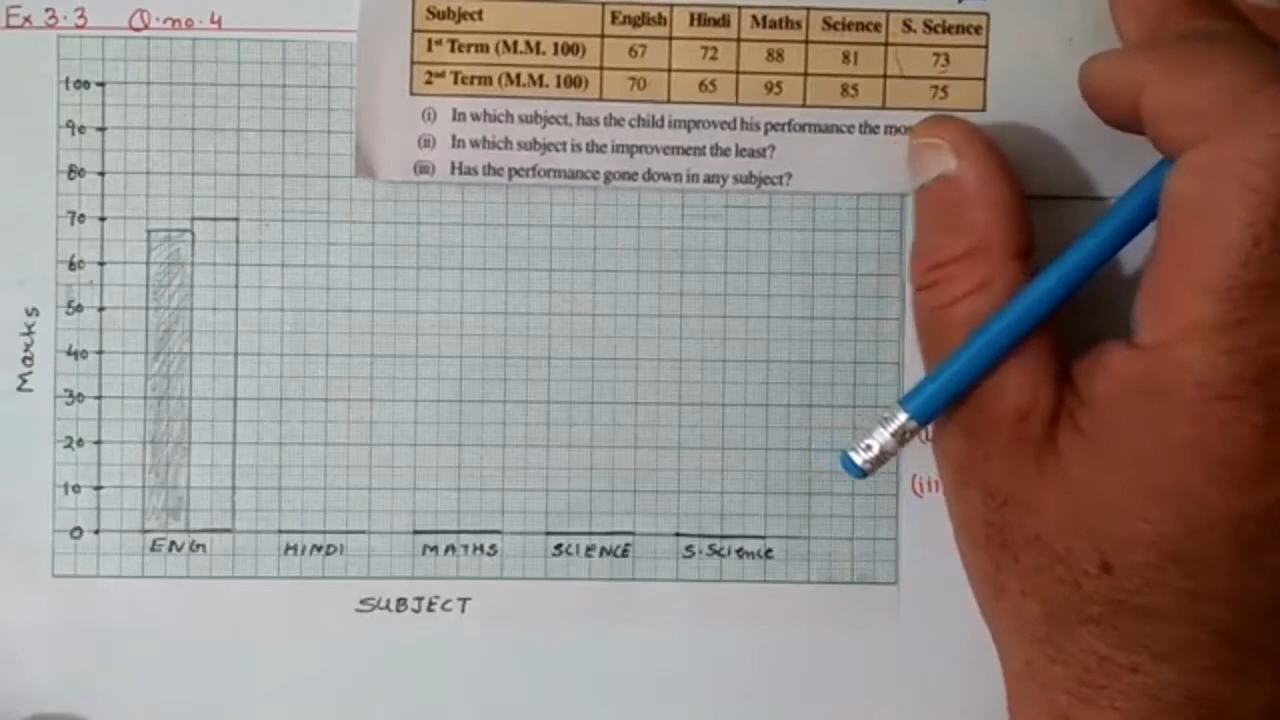 Ex 3.3 Q.no.4
Subject English Hindi Maths Science S. Science
1st Term (M.M. 100) 67 72 88 81 73
2nd Term (M.M. 100) 70 65 95 85 75
(i) In which subject, has the child improved his performance the
(ii) In which subject is the improvement the least?
(iii) Has the performance gone down in any subject?
100
90
80
70
60
50
40
30
20
10
0
Marks
ENG HINDI MATHS SCIENCE S.Science
SUBJECT
(iii)